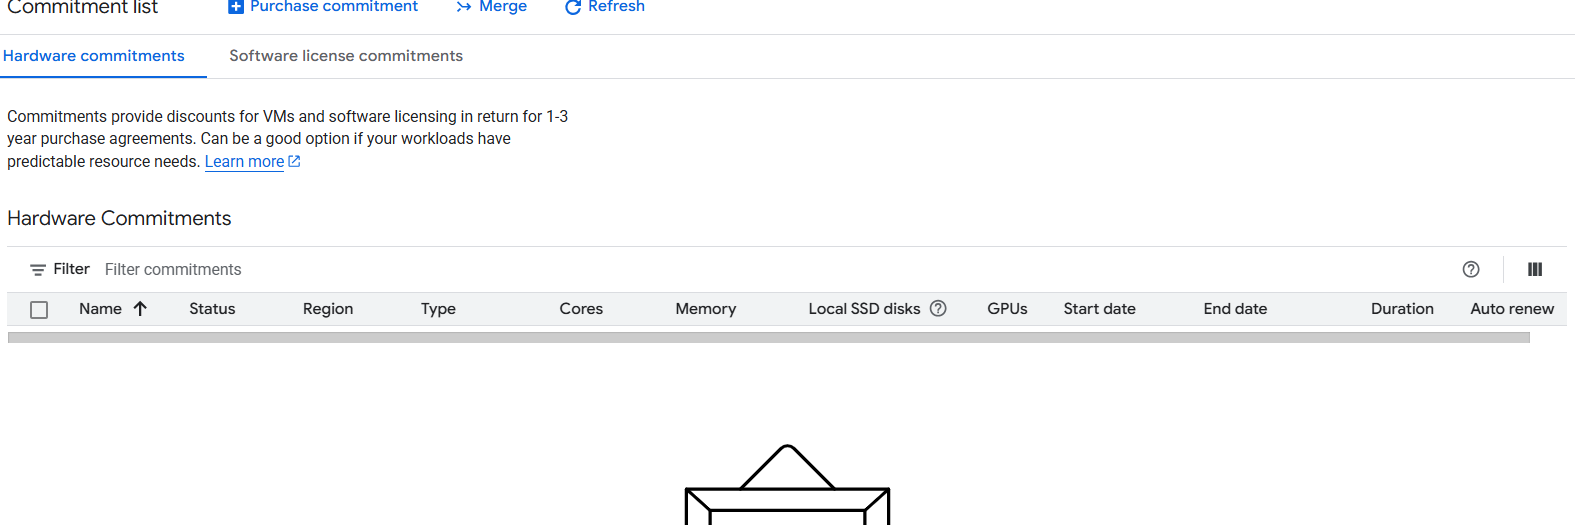 Commitment list Purchase commitment Merge Refresh
Hardware commitments Software license commitments
Commitments provide discounts for VMs and software licensing in return for 1-3
year purchase agreements. Can be a good option if your workloads have
predictable resource needs. Learn more
Hardware Commitments
Filter Filter commitments
Name Status Region Type Cores Memory Local SSD disks GPUs Start date End date Duration Auto renew